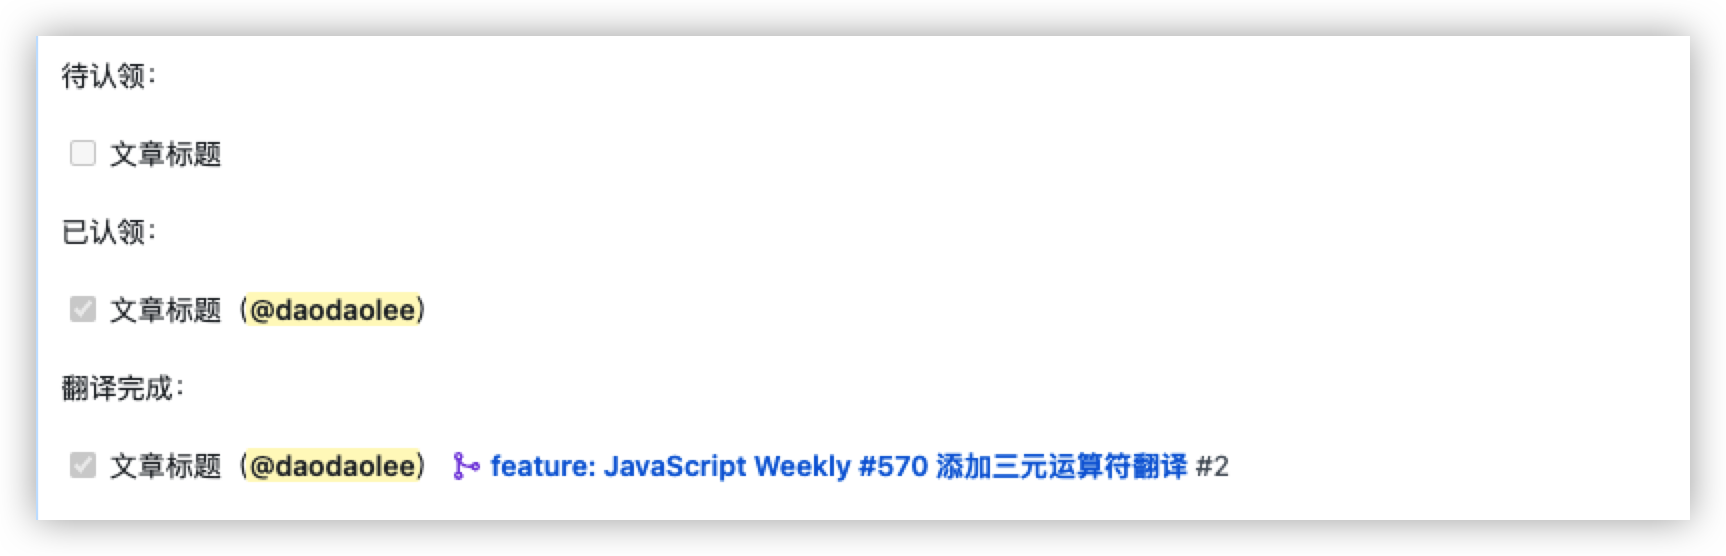 待认领：
文章标题
已认领：
文章标题（@daodaolee）
翻译完成：
文章标题（@daodaolee） feature: JavaScript Weekly #570 添加三元运算符翻译 #2